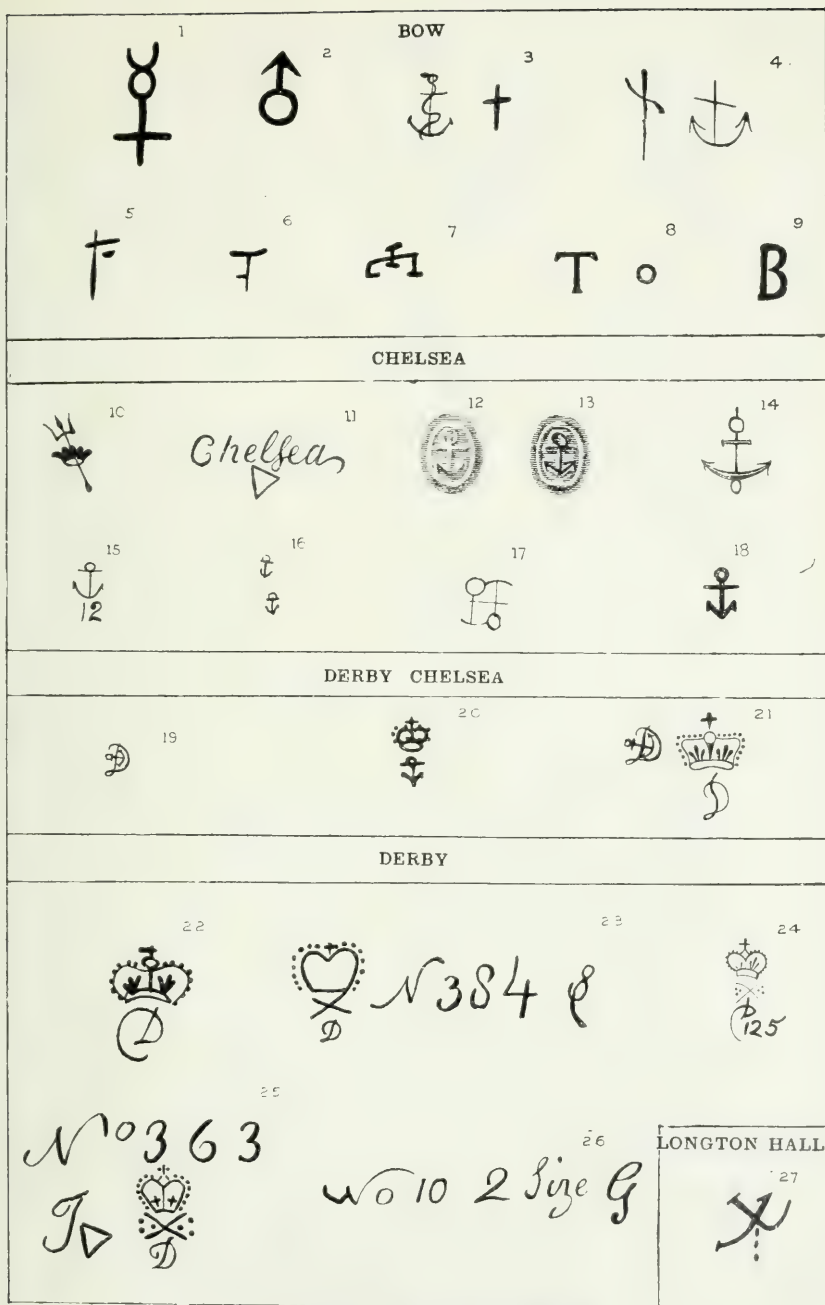 BOW
1 2 3 4
5 6 7 8 9
F F T o B
CHELSEA
10 11 12 13 14
Chelsea
15 16 17 18
12
DERBY CHELSEA
19 20 21
D D
D
DERBY
22 23 24
N 384
D D D
125
25
No 363
26
No 10 2 Size G
D
LONGTON HALL
27